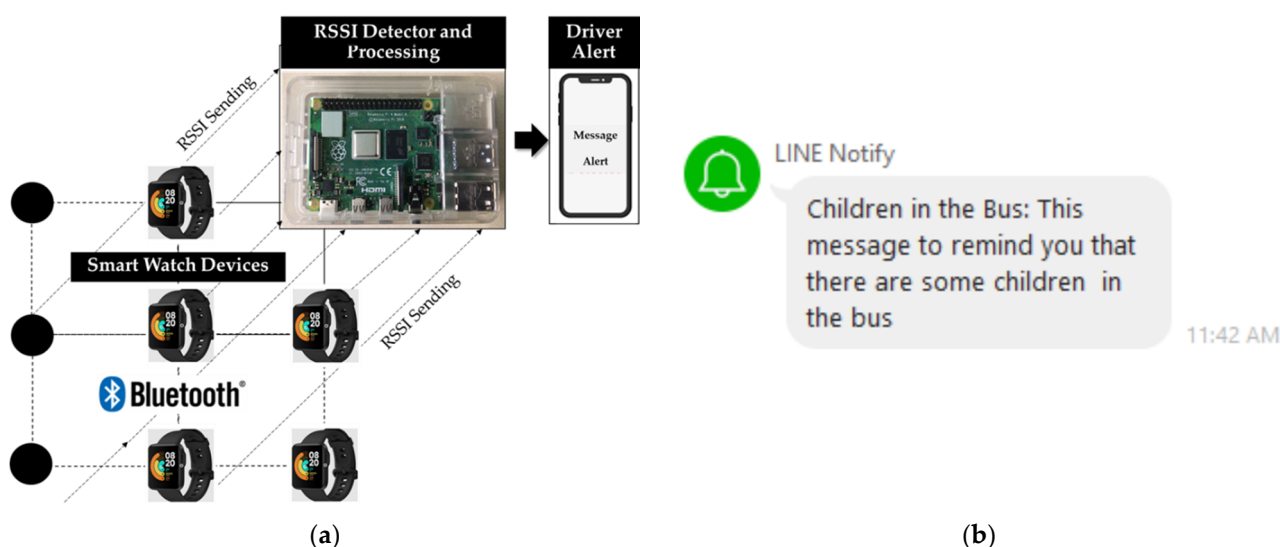 RSSI Detector and
Processing
Driver
Alert
RSSI Sending
Message
Alert
HDMI
08
20
Smart Watch Devices
08
20
08
20
RSSI Sending
Bluetooth®
08
20
08
20
(a)
LINE Notify
Children in the Bus: This
message to remind you that
there are some children in
the bus
11:42 AM
(b)